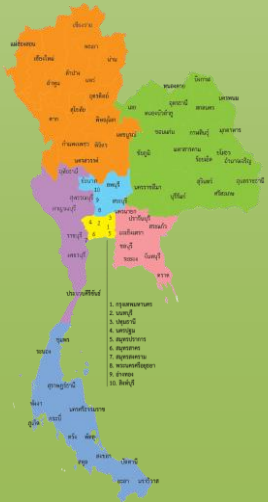 เชียงราย
แม่ฮ่องสอน
พะเยา
เชียงใหม่
น่าน
ลำปาง
ลำพูน
แพร่
อุตรดิตถ์
สุโขทัย
ตาก
พิษณุโลก
กำแพงเพชร
พิจิตร
เพชรบูรณ์
นครสวรรค์
อุทัยธานี
บึงกาฬ
หนองคาย
เลย
อุดรธานี
นครพนม
สกลนคร
หนองบัวลำภู
ขอนแก่น
กาฬสินธุ์
มุกดาหาร
ชัยภูมิ
มหาสารคาม
ร้อยเอ็ด
ยโสธร
อำนาจเจริญ
นครราชสีมา
บุรีรัมย์
สุรินทร์
ศรีสะเกษ
อุบลราชธานี
ชัยนาท
ลพบุรี
10
สุพรรณบุรี
สระบุรี
9
8
กาญจนบุรี
นครนายก
ปราจีนบุรี
สระแก้ว
4
2
3
1
6
5
7
ราชบุรี
ฉะเชิงเทรา
ชลบุรี
เพชรบุรี
ระยอง
จันทบุรี
ตราด
ประจวบคีรีขันธ์
1. กรุงเทพมหานคร
2. นนทบุรี
3. ปทุมธานี
4. นครปฐม
5. สมุทรปราการ
6. สมุทรสาคร
7. สมุทรสงคราม
8. พระนครศรีอยุธยา
9. อ่างทอง
10. สิงห์บุรี
ชุมพร
ระนอง
สุราษฎร์ธานี
พังงา
นครศรีธรรมราช
ภูเก็ต
กระบี่
ตรัง
พัทลุง
สตูล
สงขลา
ปัตตานี
ยะลา
นราธิวาส